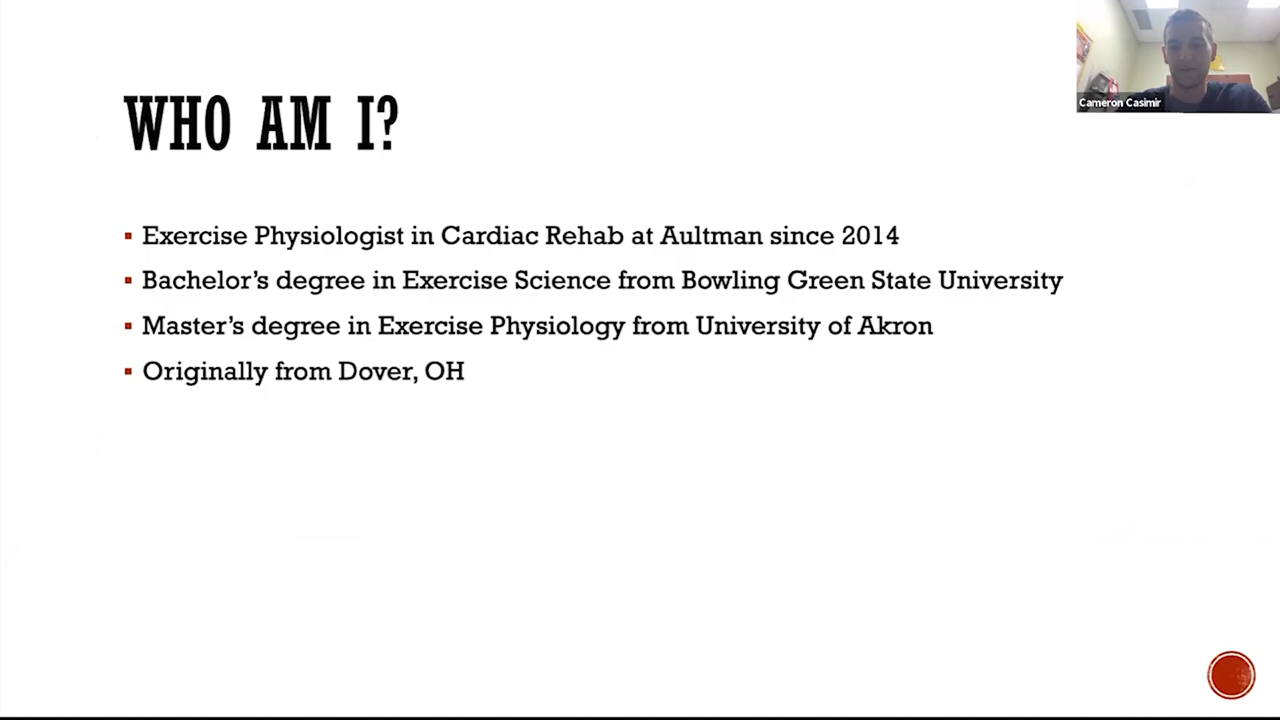 WHO AM I?
Cameron Casimir
Exercise Physiologist in Cardiac Rehab at Aultman since 2014
Bachelor's degree in Exercise Science from Bowling Green State University
Master's degree in Exercise Physiology from University of Akron
Originally from Dover, OH